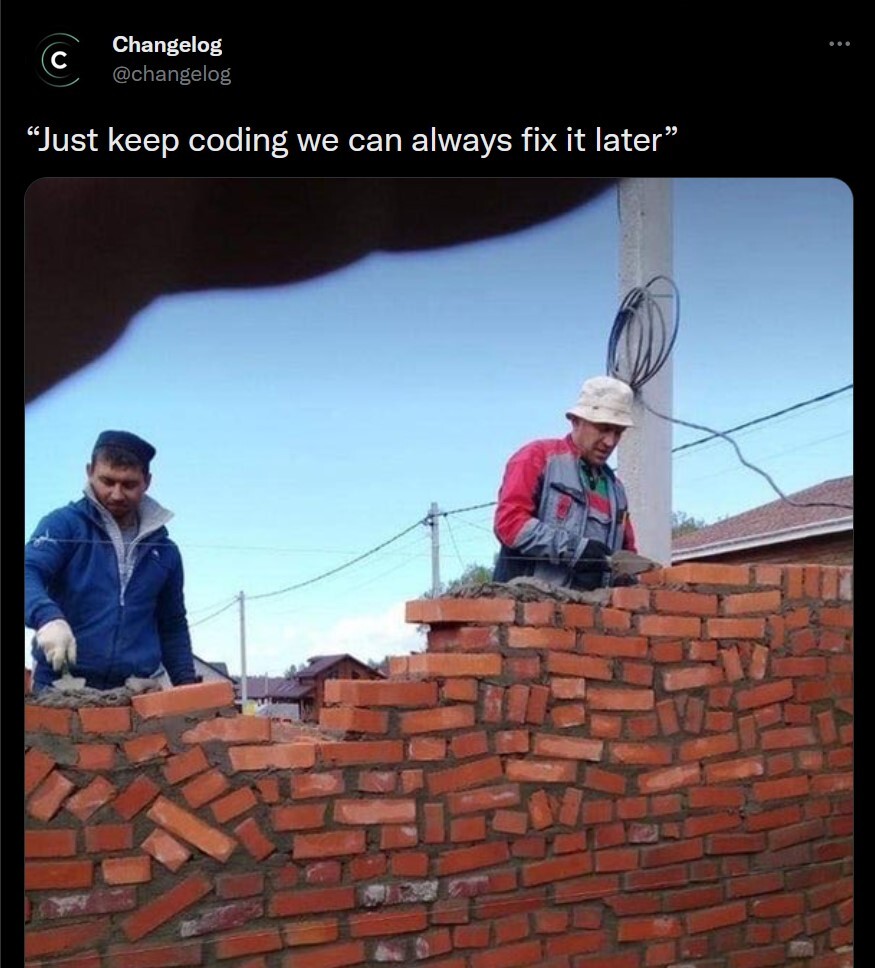 Changelog
@changelog
“Just keep coding we can always fix it later”